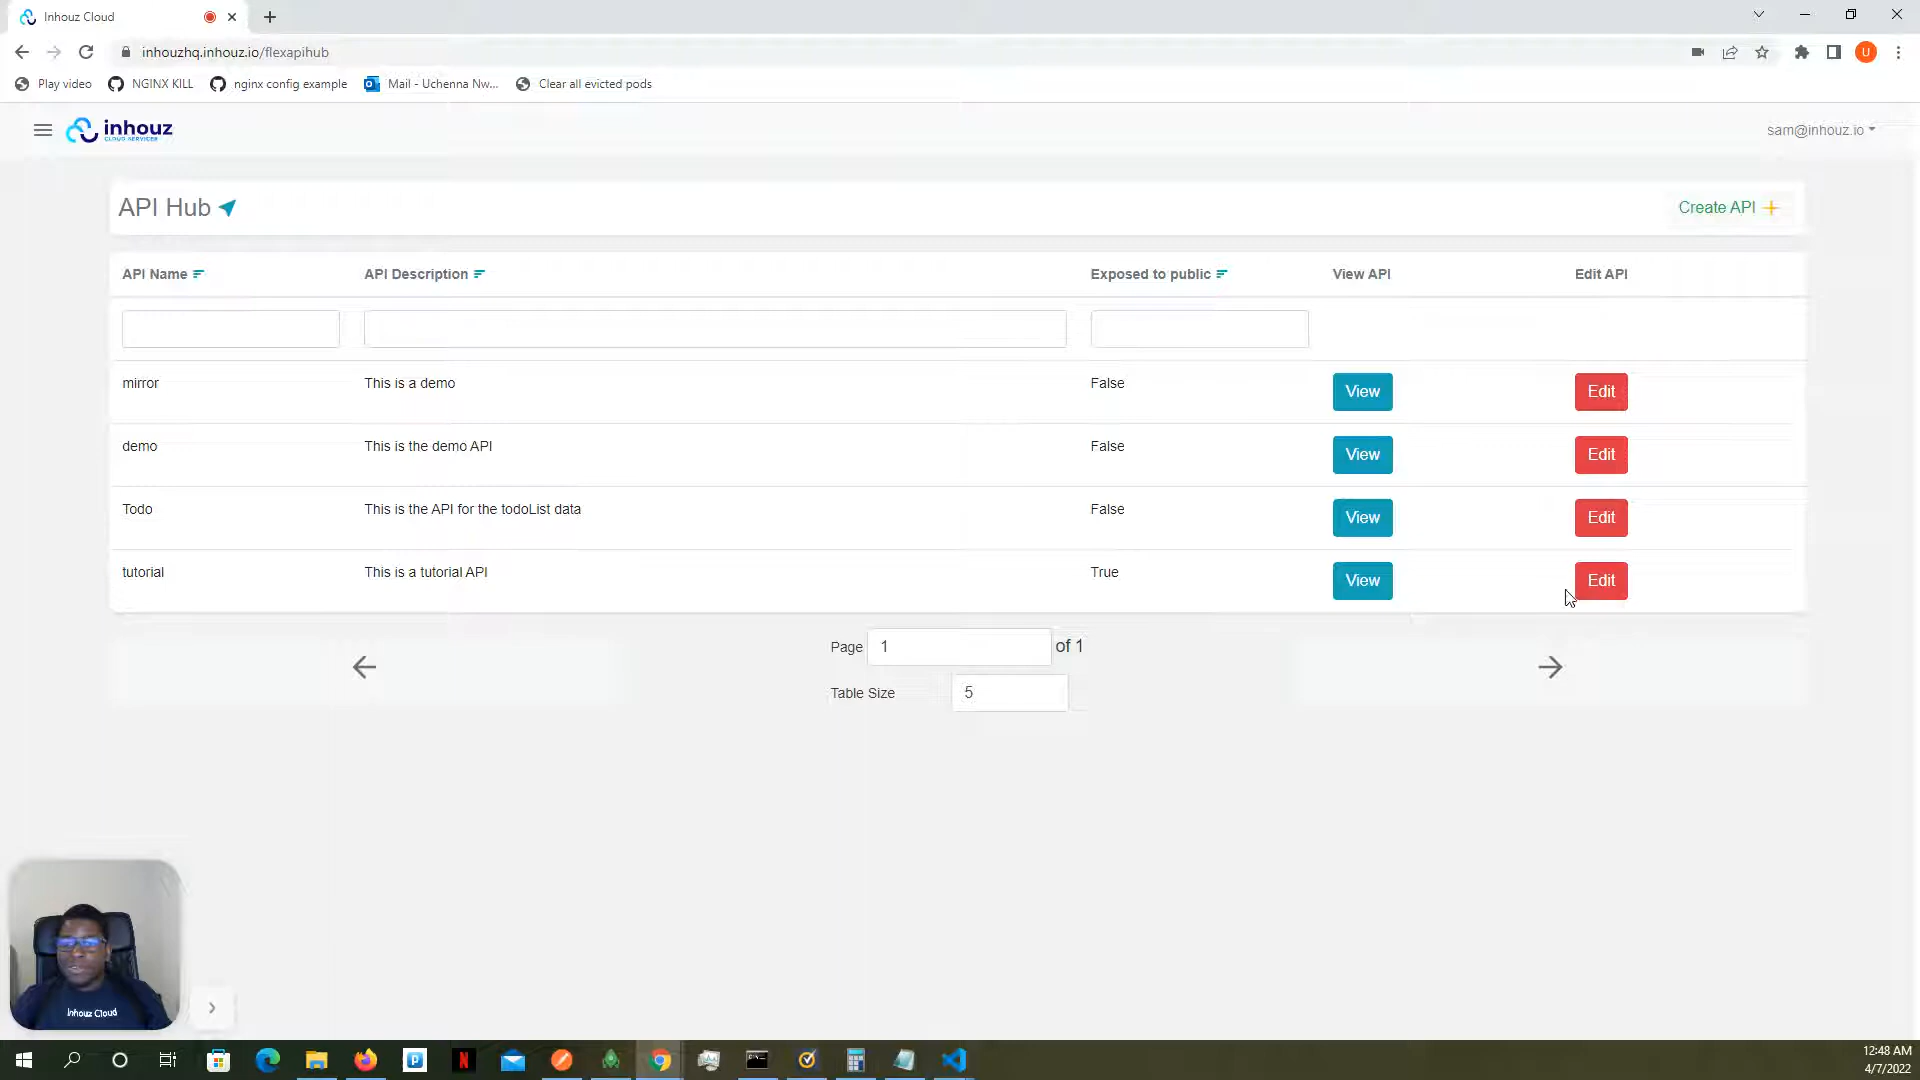 Inhouz Cloud
inhouzhq.inhouz.io/flexapihub
U
Play video
NGINX KILL
nginx config example
Mail - Uchenna Nw...
Clear all evicted pods
inhouz
CLOUD SERVICES
sam@inhouz.io
API Hub
Create API +
API Name
API Description
Exposed to public
View API
Edit API
mirror
This is a demo
False
View
Edit
demo
This is the demo API
False
View
Edit
Todo
This is the API for the todoList data
False
View
Edit
tutorial
This is a tutorial API
True
View
Edit
Page 1 of 1
Table Size 5
Inhouz Cloud
12:48 AM
4/7/2022